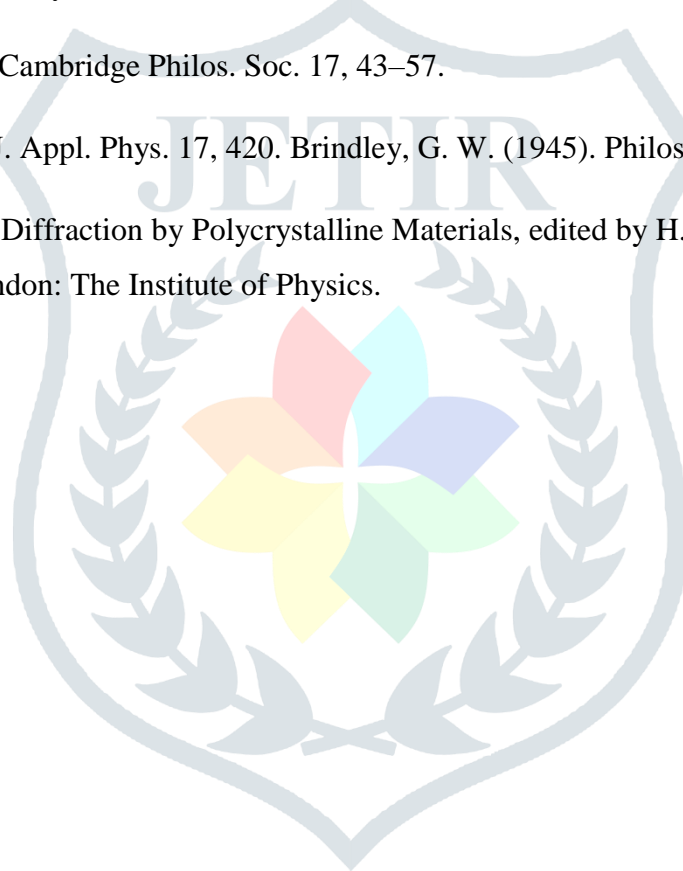 Cambridge Philos. Soc. 17, 43–57.
JETIR
. Appl. Phys. 17, 420. Brindley, G. W. (1945). Philos
Diffraction by Polycrystalline Materials, edited by H.
ndon: The Institute of Physics.